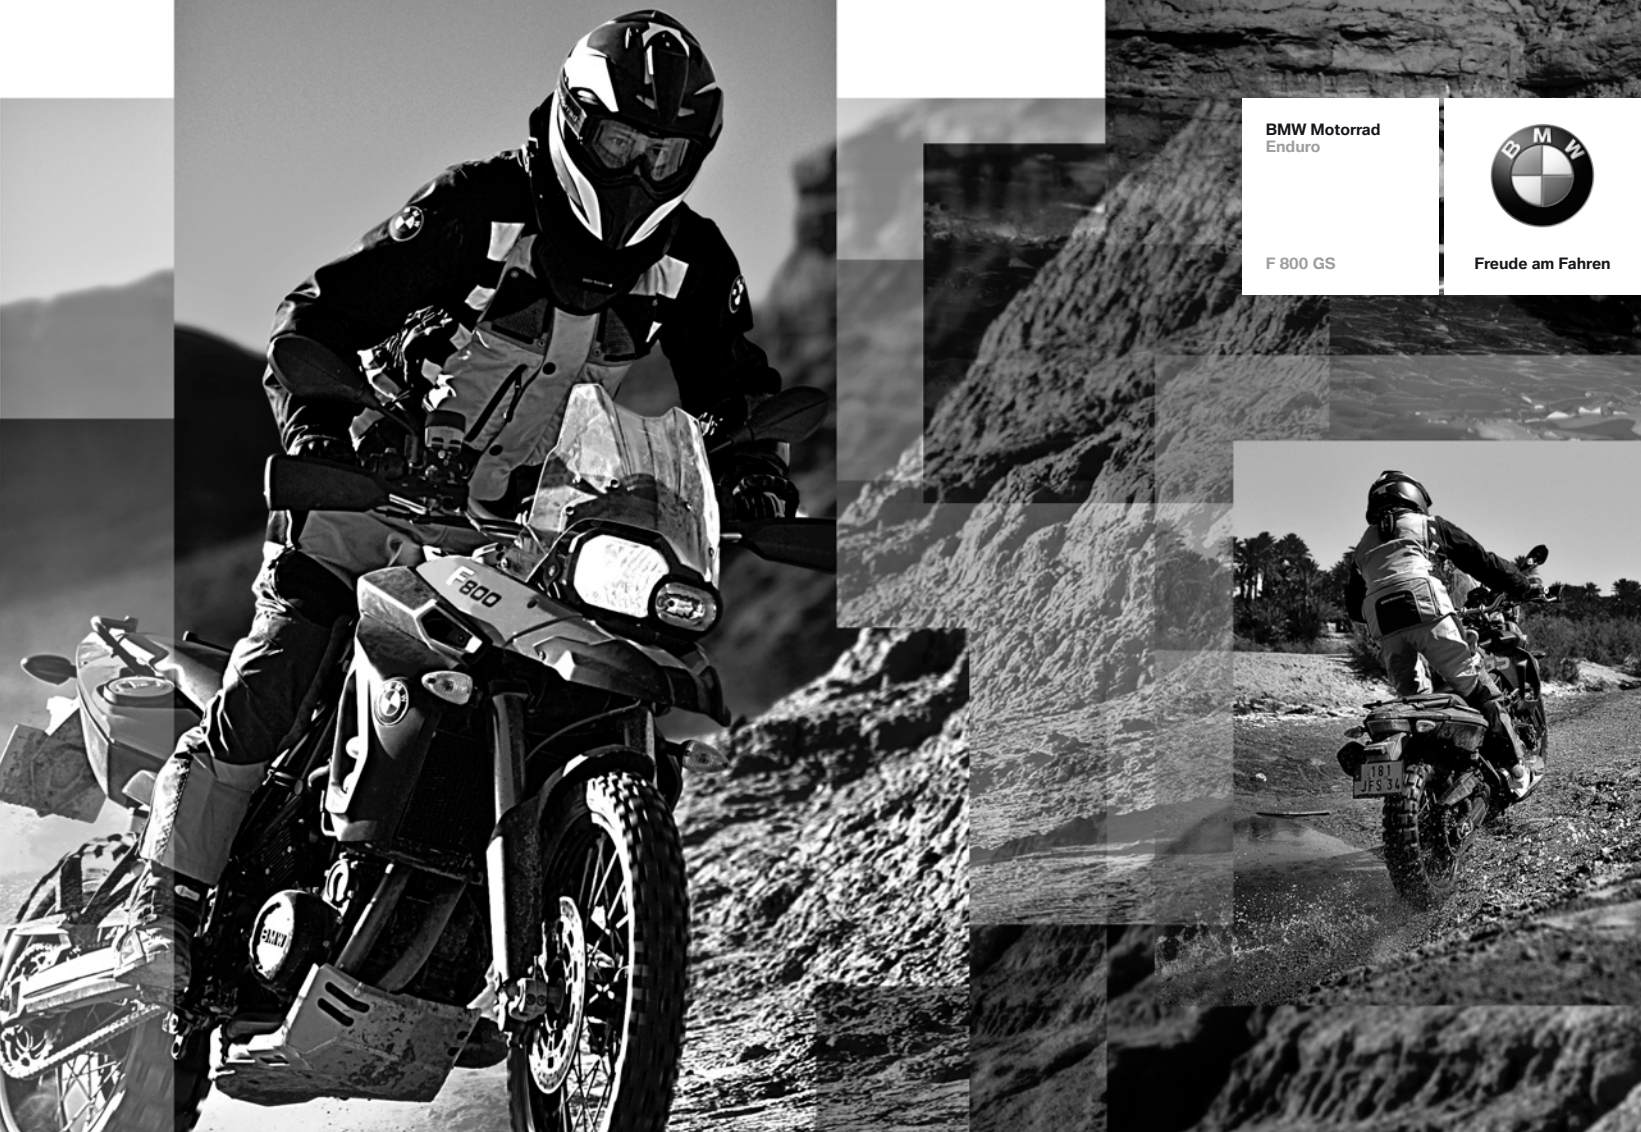 BMW Motorrad
Enduro
F 800 GS
BMW
Freude am Fahren
F800
BMW
181
JFS 34